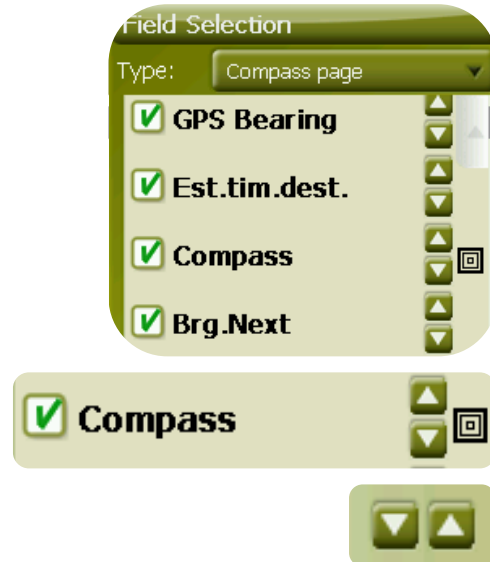 Field Selection
Type: Compass page
GPS Bearing
Est.tim.dest.
Compass
Brg.Next
Compass